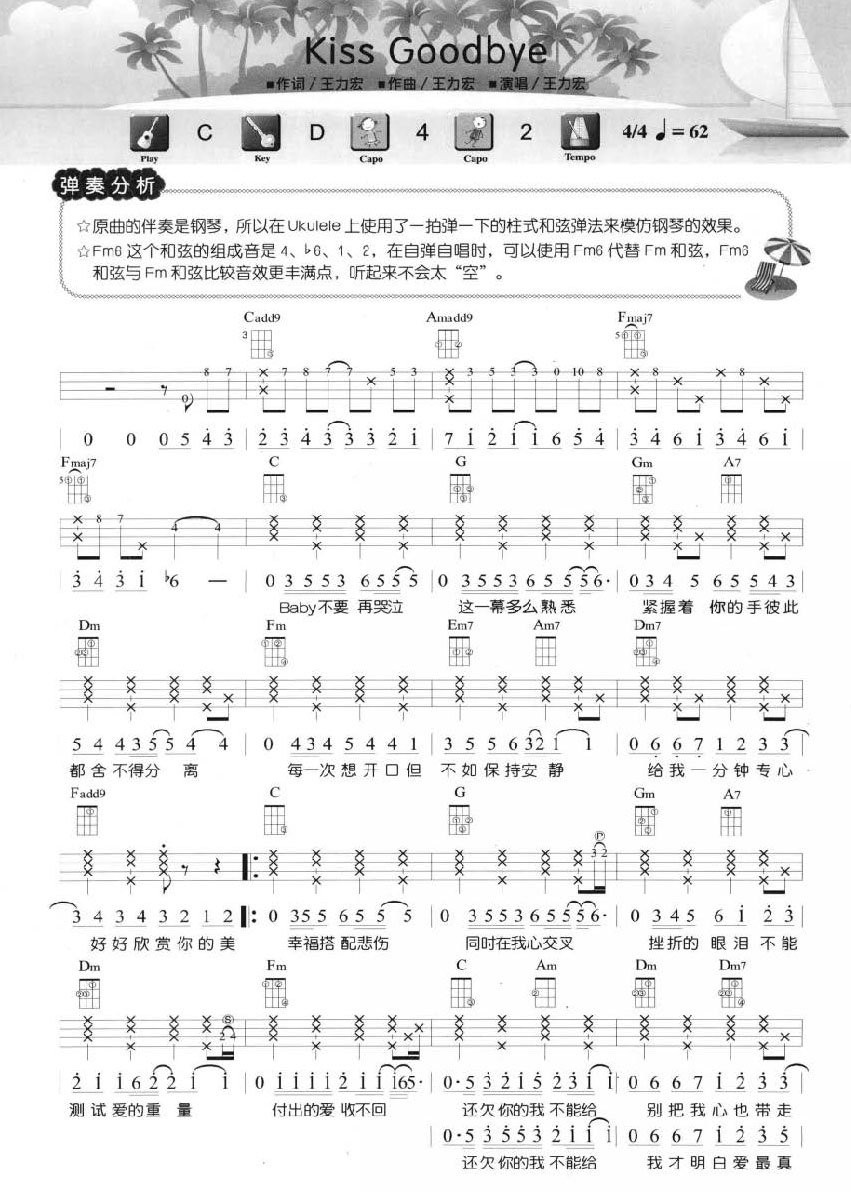 Kiss Goodbye
■作词/王力宏 ■作曲/王力宏 ■演唱/王力宏
Play C Key D Capo 4 Capo 2 Tempo 4/4 ♩=62
弹奏分析
☆原曲的伴奏是钢琴，所以在Ukulele上使用了一拍弹一下的柱式和弦弹法来模仿钢琴的效果。
☆Fm6这个和弦的组成音是4、♭6、1、2，在自弹自唱时，可以使用Fm6代替Fm和弦，Fm6
和弦与Fm和弦比较音效更丰满点，听起来不会太“空”。
Cadd9 Amadd9 Fmaj7
0 0 0 5 4 3 2 3 4 3 3 3 2 1 7 1 2 1 1 6 5 4 3 4 6 1 3 4 6 1
Fmaj7 C G Gm A7
3 4 3 1 ♭6 — 0 3 5 5 3 6 5 5 5 0 3 5 5 3 6 5 5 5 5 6· 0 3 4 5 6 5 5 4 3
Baby不要 再哭泣 这一幕多么熟悉 紧握着 你的手彼此
Dm Fm Em7 Am7 Dm7
5 4 4 3 5 5 4 4 0 4 3 4 5 4 4 1 3 5 5 6 3 2 1 1 0 6 6 7 1 2 3 3
都舍不得分离 每一次想开口但 不如保持安静 给我一分钟专心
Fadd9 C G Gm A7
3 4 3 4 3 2 1 2 0 3 5 5 6 5 5 5 0 3 5 5 3 6 5 5 5 5 6· 0 3 4 5 6 1 2 3
好好欣赏你的美 幸福搭配悲伤 同时在我心交叉 挫折的 眼泪不能
Dm Fm C Am Dm Dm7
2 1 1 6 2 2 1 1 0 1 1 1 1 2 1 1 1 6 5· 0·5 3 2 1 5 2 3 1 1 0 6 6 7 1 2 3 3
测试爱的重量 付出的爱收不回 还欠你的我不能给 别把我心也带走
0·5 3 5 5 3 2 1 1 1 0 6 6 7 1 2 3 5
还欠你的我不能给 我才明白爱最真